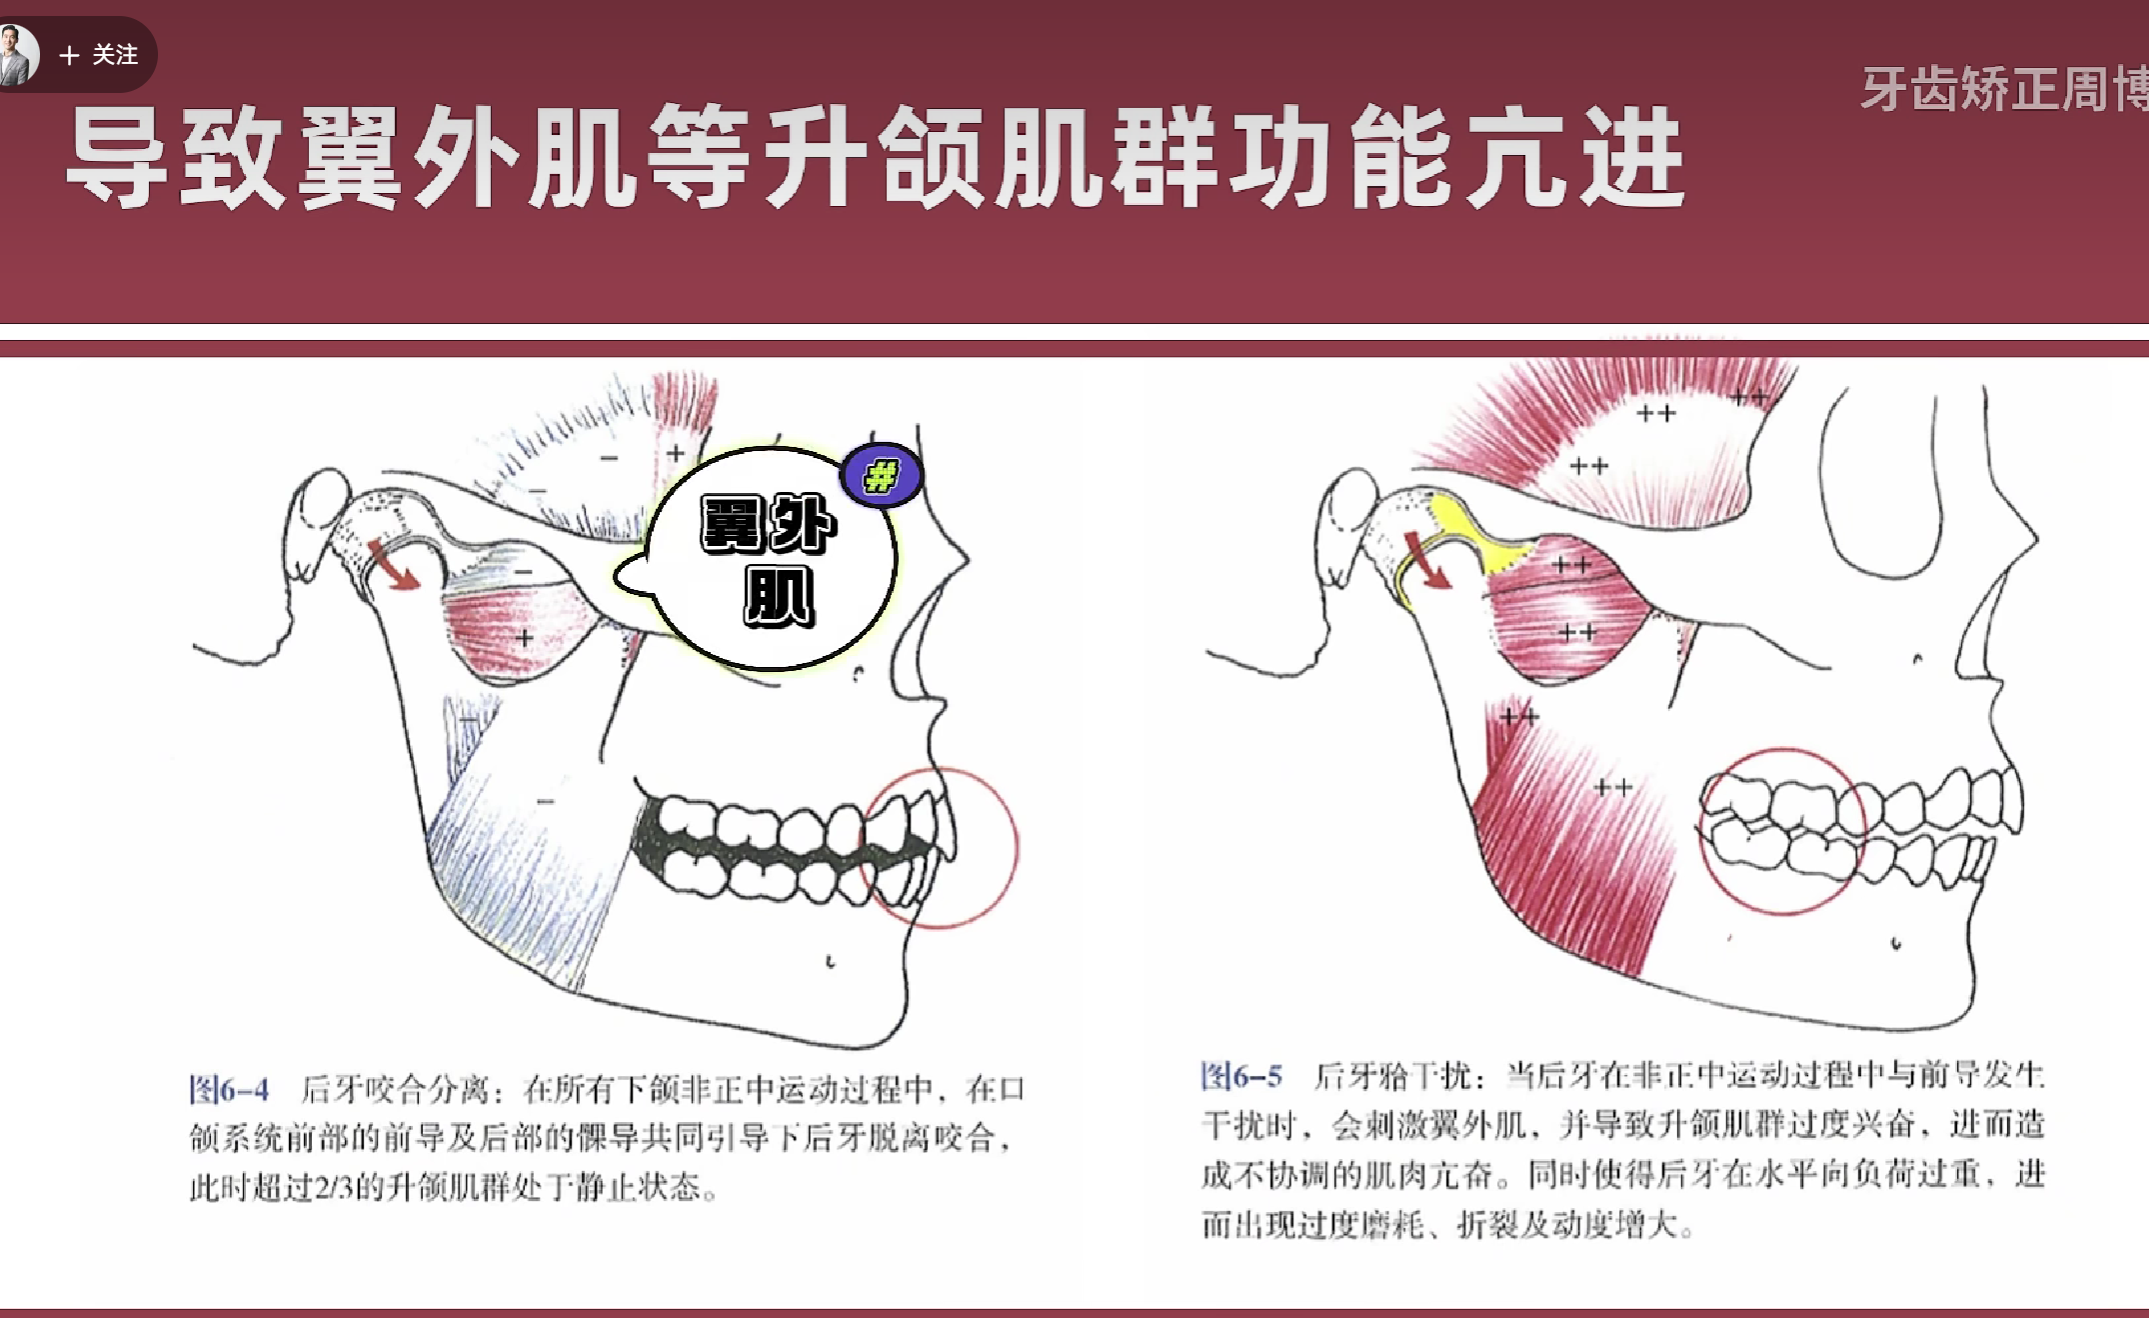 + 关注
牙齿矫正周博
导致翼外肌等升颌肌群功能亢进
++
++
-
+
-
#
翼外
肌
-
+
++
++
-
-
++
++
图6-4 后牙咬合分离：在所有下颌非正中运动过程中，在口
颌系统前部的前导及后部的髁导共同引导下后牙脱离咬合，
此时超过2/3的升颌肌群处于静止状态。
图6-5 后牙𬌗干扰：当后牙在非正中运动过程中与前导发生
干扰时，会刺激翼外肌，并导致升颌肌群过度兴奋，进而造
成不协调的肌肉亢奋。同时使得后牙在水平向负荷过重，进
而出现过度磨耗、折裂及动度增大。